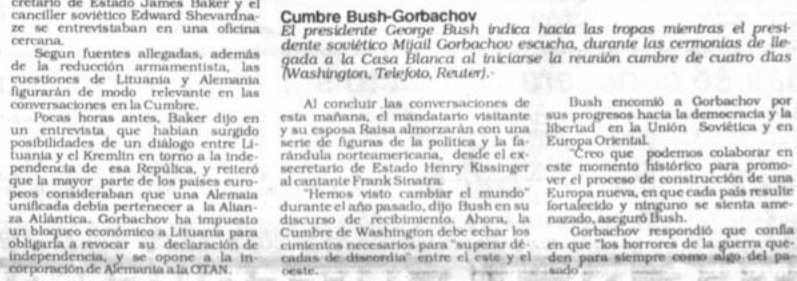 cretario de Estado James Baker y el
canciller soviético Edward Shevardna-
ze se entrevistaban en una oficina
cercana.
Segun fuentes allegadas, además
de la reducción armamentista, las
cuestiones de Lituania y Alemania
figurarán de modo relevante en las
conversaciones en la Cumbre.
Pocas horas antes, Baker dijo en
un entrevista que habían surgido
posibilidades de un diálogo entre Li-
tuania y el Kremlin en torno a la inde-
pendencia de esa República, y reiteró
que la mayor parte de los países euro-
peos consideraban que una Alemaia
unificada debía pertenecer a la Alian-
za Atlántica. Gorbachov ha impuesto
un bloqueo económico a Lituania para
obligarla a revocar su declaración de
independencia, y se opone a la in-
corporación de Alemania a la OTAN.
Cumbre Bush-Gorbachov
El presidente George Bush indica hacia las tropas mientras el presi-
dente soviético Mijail Gorbachov escucha, durante las cermonias de lle-
gada a la Casa Blanca al iniciarse la reunión cumbre de cuatro días
(Washington, Telefoto, Reuter).-
Al concluir las conversaciones de
esta mañana, el mandatario visitante
y su esposa Raisa almorzarán con una
serie de figuras de la política y la fa-
rándula norteamericana, desde el ex-
secretario de Estado Henry Kissinger
al cantante Frank Sinatra.
"Hemos visto cambiar el mundo"
durante el año pasado, dijo Bush en su
discurso de recibimiento. Ahora, la
Cumbre de Washington debe echar los
cimientos necesarios para "superar dé-
cadas de discordia" entre el este y el
oeste.
Bush encomió a Gorbachov por
sus progresos hacia la democracia y la
libertad en la Unión Soviética y en
Europa Oriental.
"Creo que podemos colaborar en
este momento histórico para promo-
ver el proceso de construcción de una
Europa nueva, en que cada país resulte
fortalecido y ninguno se sienta ame-
nazado, aseguró Bush.
Gorbachov respondió que confía
en que "los horrores de la guerra que-
den para siempre como algo del pa-
sado".